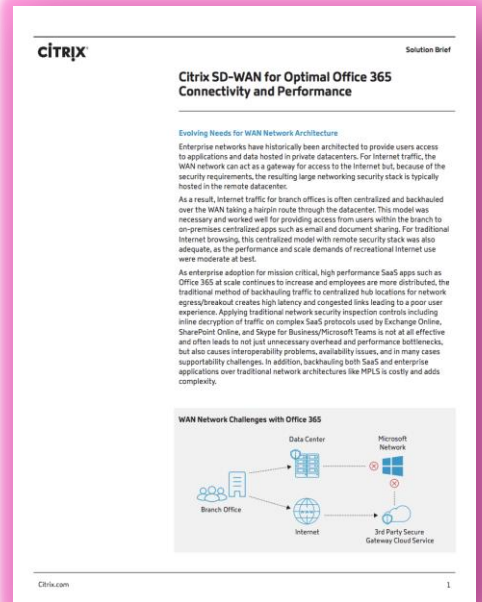 CİTRIX
Solution Brief
Citrix SD-WAN for Optimal Office 365
Connectivity and Performance
Evolving Needs for WAN Network Architecture
Enterprise networks have historically been architected to provide users access
to applications and data hosted in private datacenters. For Internet traffic, the
WAN network can act as a gateway for access to the Internet but, because of the
security requirements, the resulting large networking security stack is typically
hosted in the remote datacenter.
As a result, Internet traffic for branch offices is often centralized and backhauled
over the WAN taking a hairpin route through the datacenter. This model was
necessary and worked well for providing access from users within the branch to
on-premises centralized apps such as email and document sharing. For traditional
Internet browsing, this centralized model with remote security stack was also
adequate, as the performance and scale demands of recreational Internet use
were moderate at best.
As enterprise adoption for mission critical, high performance SaaS apps such as
Office 365 at scale continues to increase and employees are more distributed, the
traditional method of backhauling traffic to centralized hub locations for network
egress/breakout creates high latency and congested links leading to a poor user
experience. Applying traditional network security inspection controls including
inline decryption of traffic on complex SaaS protocols used by Exchange Online,
SharePoint Online, and Skype for Business/Microsoft Teams is not at all effective
and often leads to not just unnecessary overhead and performance bottlenecks,
but also causes interoperability problems, availability issues, and in many cases
supportability challenges. In addition, backhauling both SaaS and enterprise
applications over traditional network architectures like MPLS is costly and adds
complexity.
WAN Network Challenges with Office 365
Data Center
Microsoft
Network
Branch Office
Internet
3rd Party Secure
Gateway Cloud Service
Citrix.com
1